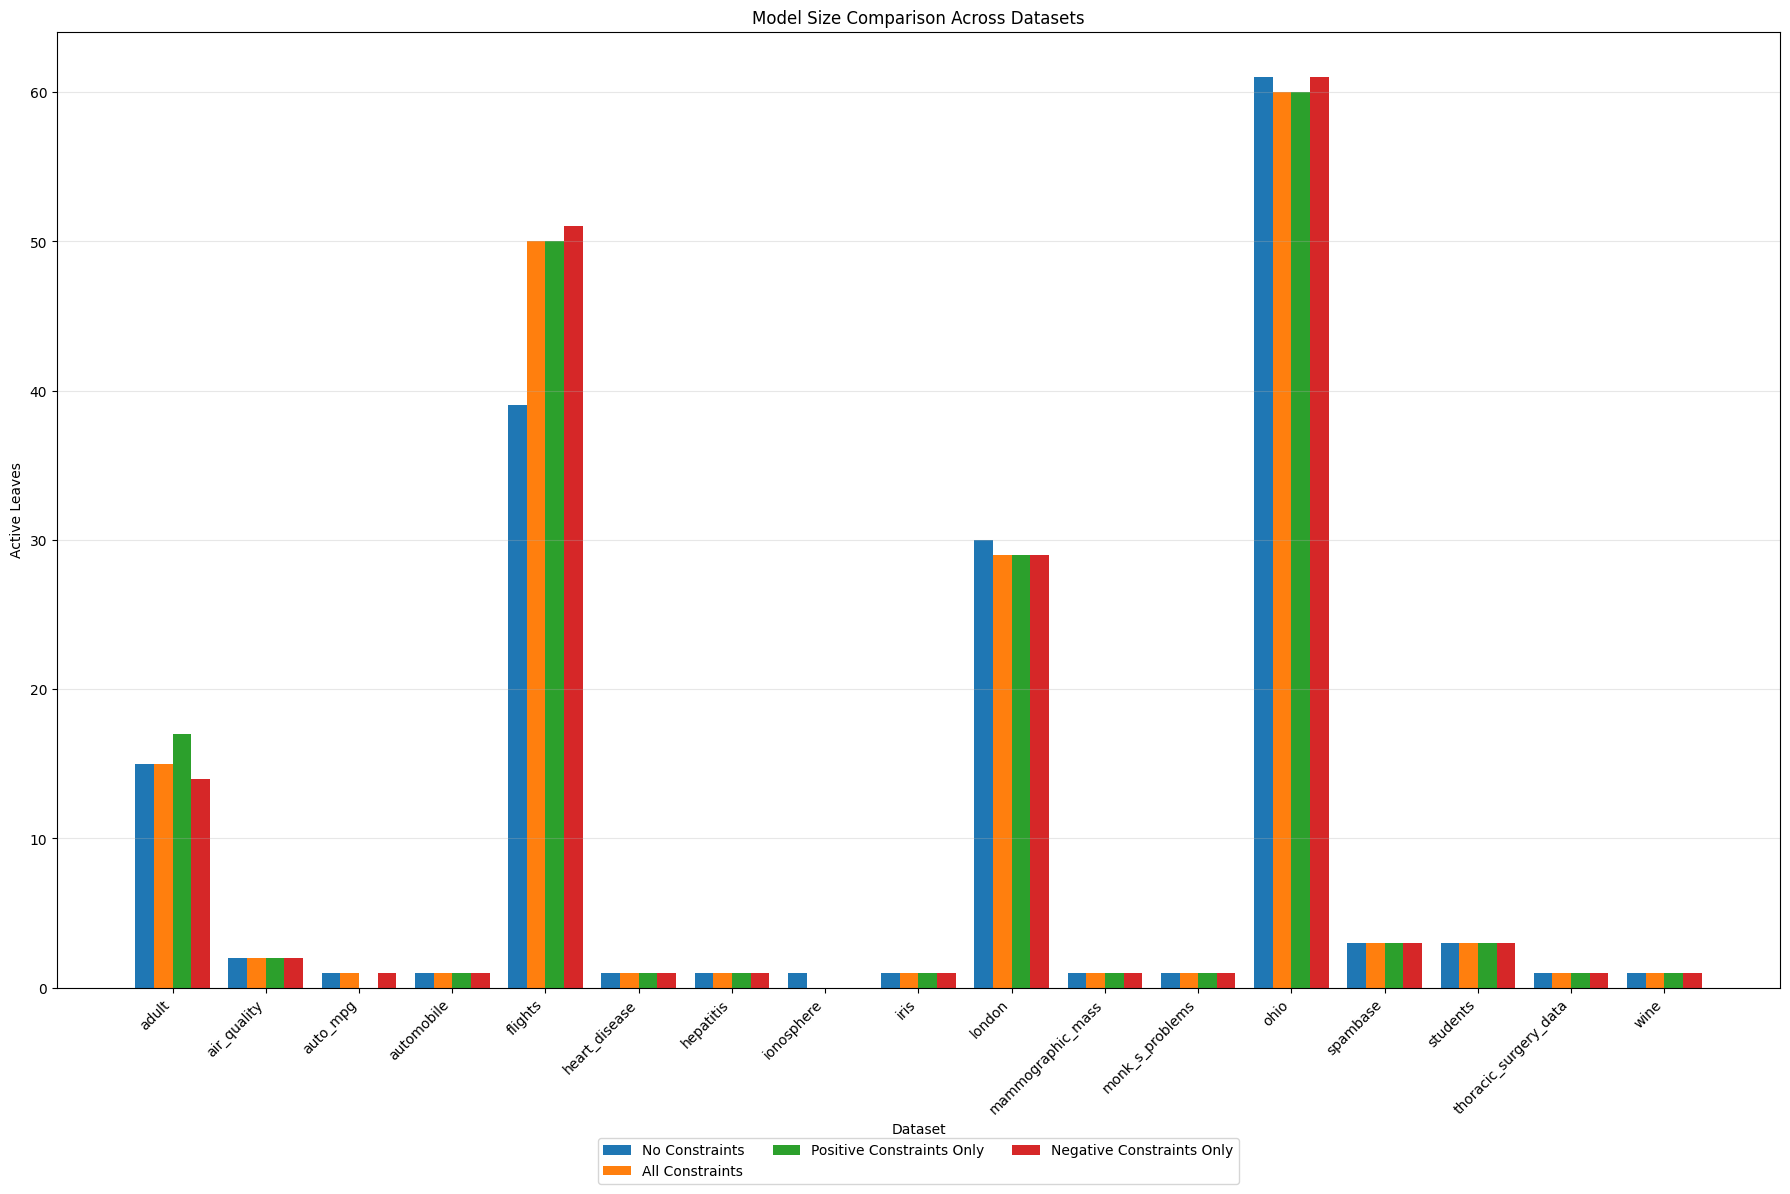 Model Size Comparison Across Datasets
60
50
40
30
20
10
0
Active Leaves
adult
air_quality
auto_mpg
automobile
flights
heart_disease
hepatitis
ionosphere
iris
london
mammographic_mass
monk_s_problems
ohio
spambase
students
thoracic_surgery_data
wine
Dataset
No Constraints
All Constraints
Positive Constraints Only
Negative Constraints Only